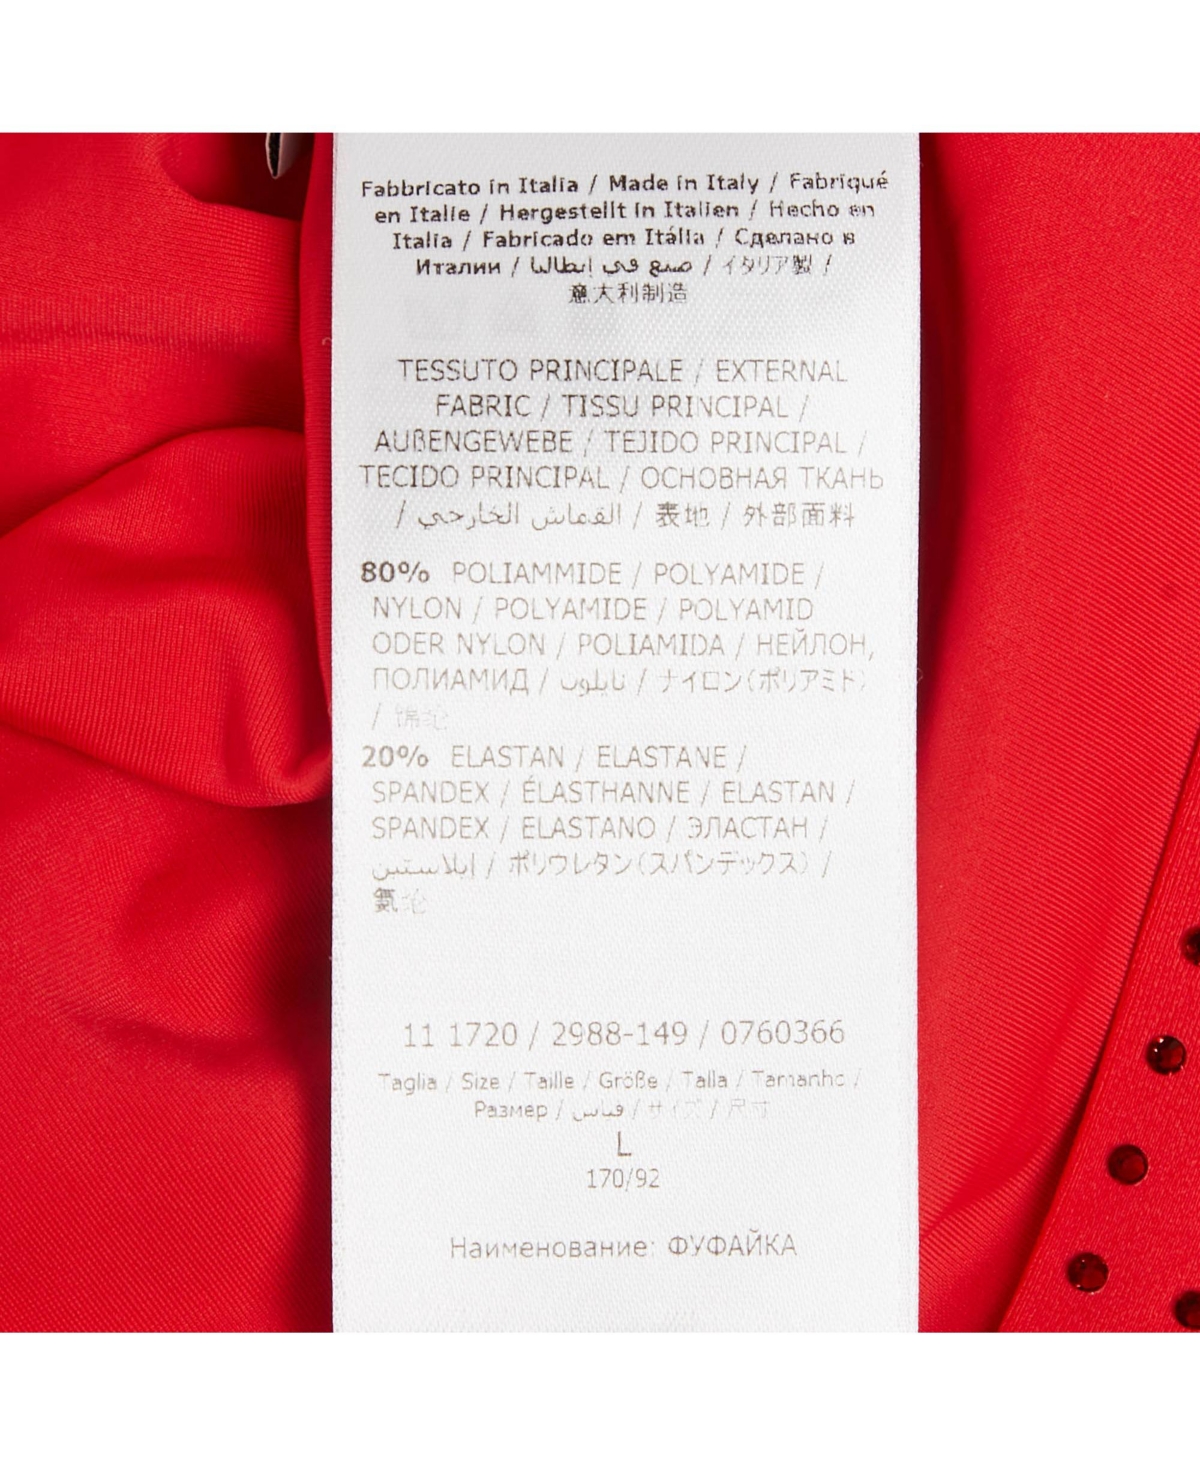 Fabbricato in Italia / Made in Italy / Fabriqué
en Italie / Hergestellt in Italien / Hecho en
Italia / Fabricado em Itália / Сделано в
Италии / صنع في إيطاليا / イタリア製 /
意大利制造
TESSUTO PRINCIPALE / EXTERNAL
FABRIC / TISSU PRINCIPAL /
AUßENGEWEBE / TEJIDO PRINCIPAL /
TECIDO PRINCIPAL / ОСНОВНАЯ ТКАНЬ
/ القماش الخارجي / 表地 / 外部面料
80% POLIAMMIDE / POLYAMIDE /
NYLON / POLYAMIDE / POLYAMID
ODER NYLON / POLIAMIDA / НЕЙЛОН,
ПОЛИАМИД / نايلون / ナイロン(ポリアミド)
/ 锦纶
20% ELASTAN / ELASTANE /
SPANDEX / ÉLASTHANNE / ELASTAN /
SPANDEX / ELASTANO / ЭЛАСТАН /
إيلاستين / ポリウレタン(スパンデックス) /
氨纶
11 1720 / 2988-149 / 0760366
Taglia / Size / Taille / Größe / Talla / Tamanho /
Размер / قياس / サイズ / 尺寸
L
170/92
Наименование: ФУФАЙКА